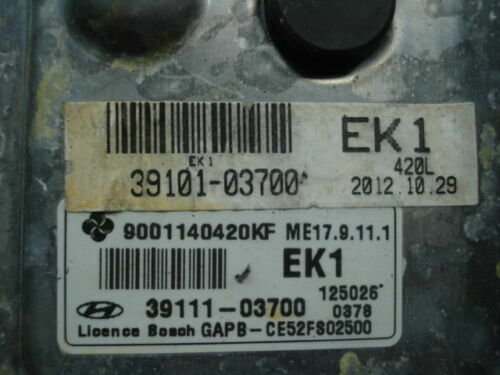 EK1
EK1
420L
39101-03700
2012.10.29
9001140420KF ME17.9.11.1
EK1
125026
39111-03700
0378
Licence Bosch GAPB-CE52FS02500